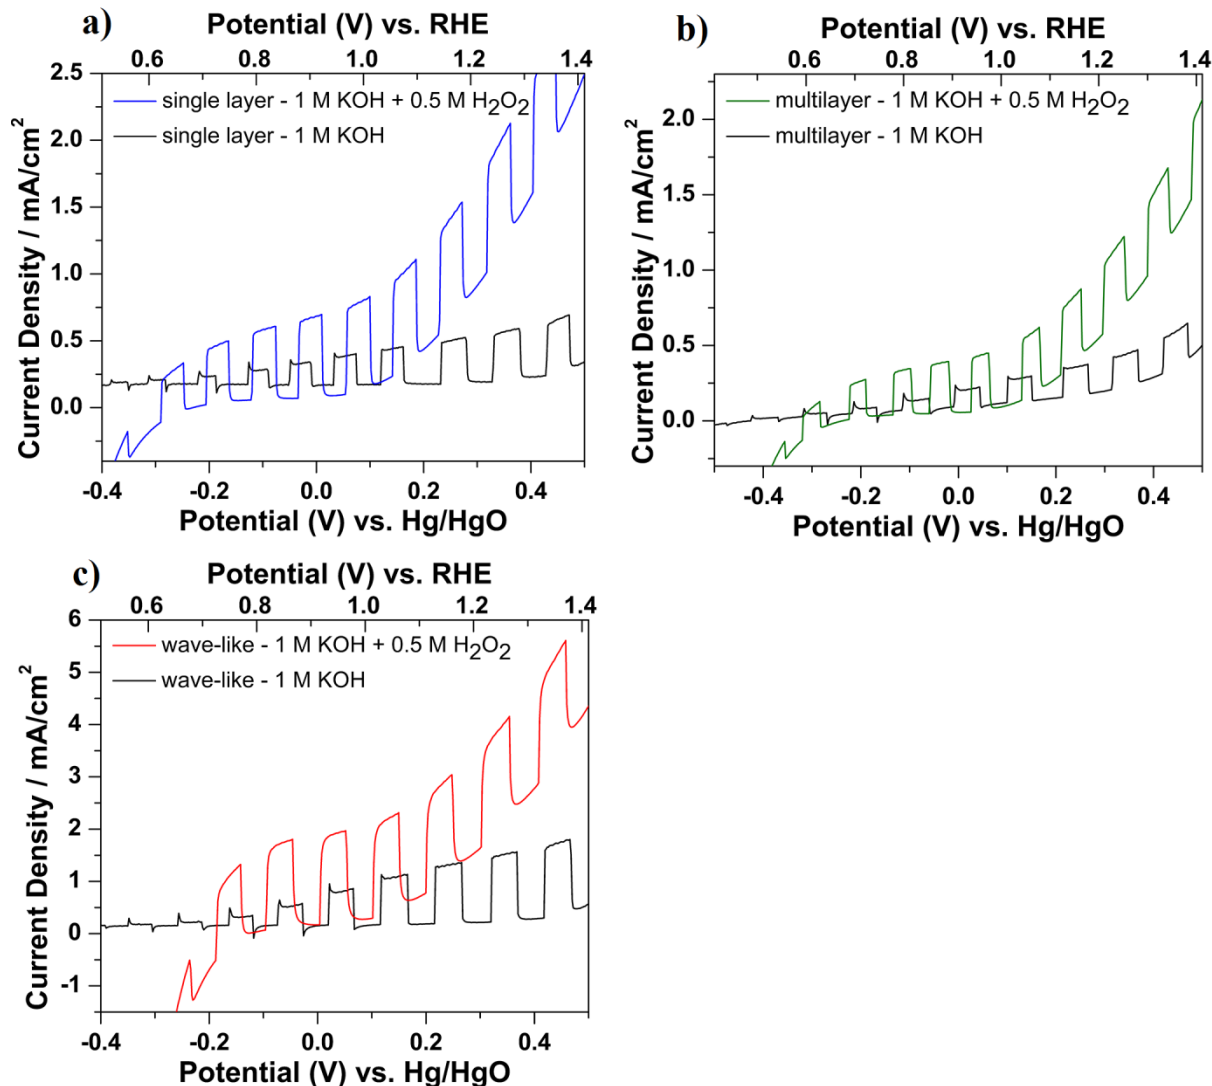 a)
Potential (V) vs. RHE
0.6 0.8 1.0 1.2 1.4
2.5
2.0
1.5
1.0
0.5
0.0
Current Density / mA/cm²
single layer - 1 M KOH + 0.5 M H₂O₂
single layer - 1 M KOH
-0.4 -0.2 0.0 0.2 0.4
Potential (V) vs. Hg/HgO
b)
Potential (V) vs. RHE
0.4 0.6 0.8 1.0 1.2 1.4
2.0
1.5
1.0
0.5
0.0
Current Density / mA/cm²
multilayer - 1 M KOH + 0.5 M H₂O₂
multilayer - 1 M KOH
-0.4 -0.2 0.0 0.2 0.4
Potential (V) vs. Hg/HgO
c)
Potential (V) vs. RHE
0.6 0.8 1.0 1.2 1.4
6
5
4
3
2
1
0
-1
Current Density / mA/cm²
wave-like - 1 M KOH + 0.5 M H₂O₂
wave-like - 1 M KOH
-0.4 -0.2 0.0 0.2 0.4
Potential (V) vs. Hg/HgO